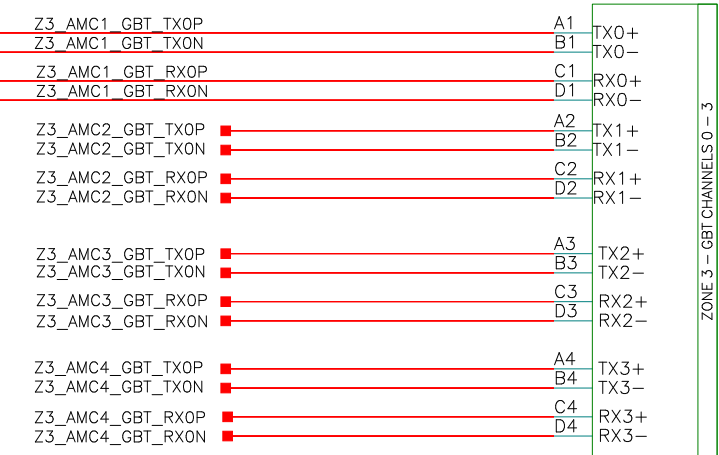 Z3_AMC1_GBT_TX0P A1 TX0+
Z3_AMC1_GBT_TX0N B1 TX0-
Z3_AMC1_GBT_RX0P C1 RX0+
Z3_AMC1_GBT_RX0N D1 RX0-
Z3_AMC2_GBT_TX0P A2 TX1+
Z3_AMC2_GBT_TX0N B2 TX1-
Z3_AMC2_GBT_RX0P C2 RX1+
Z3_AMC2_GBT_RX0N D2 RX1-
Z3_AMC3_GBT_TX0P A3 TX2+
Z3_AMC3_GBT_TX0N B3 TX2-
Z3_AMC3_GBT_RX0P C3 RX2+
Z3_AMC3_GBT_RX0N D3 RX2-
Z3_AMC4_GBT_TX0P A4 TX3+
Z3_AMC4_GBT_TX0N B4 TX3-
Z3_AMC4_GBT_RX0P C4 RX3+
Z3_AMC4_GBT_RX0N D4 RX3-
ZONE 3 - GBT CHANNELS 0 - 3